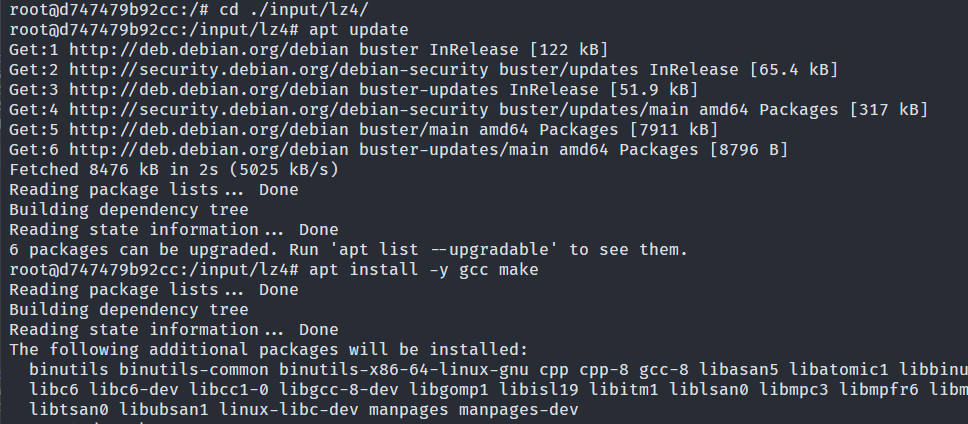 root@d747479b92cc:/# cd ./input/lz4/
root@d747479b92cc:/input/lz4# apt update
Get:1 http://deb.debian.org/debian buster InRelease [122 kB]
Get:2 http://security.debian.org/debian-security buster/updates InRelease [65.4 kB]
Get:3 http://deb.debian.org/debian buster-updates InRelease [51.9 kB]
Get:4 http://security.debian.org/debian-security buster/updates/main amd64 Packages [317 kB]
Get:5 http://deb.debian.org/debian buster/main amd64 Packages [7911 kB]
Get:6 http://deb.debian.org/debian buster-updates/main amd64 Packages [8796 B]
Fetched 8476 kB in 2s (5025 kB/s)
Reading package lists... Done
Building dependency tree
Reading state information... Done
6 packages can be upgraded. Run 'apt list --upgradable' to see them.
root@d747479b92cc:/input/lz4# apt install -y gcc make
Reading package lists... Done
Building dependency tree
Reading state information... Done
The following additional packages will be installed:
binutils binutils-common binutils-x86-64-linux-gnu cpp cpp-8 gcc-8 libasan5 libatomic1 libbinu
libc6 libc6-dev libcc1-0 libgcc-8-dev libgomp1 libisl19 libitm1 liblsan0 libmpc3 libmpfr6 libm
libtsan0 libubsan1 linux-libc-dev manpages manpages-dev